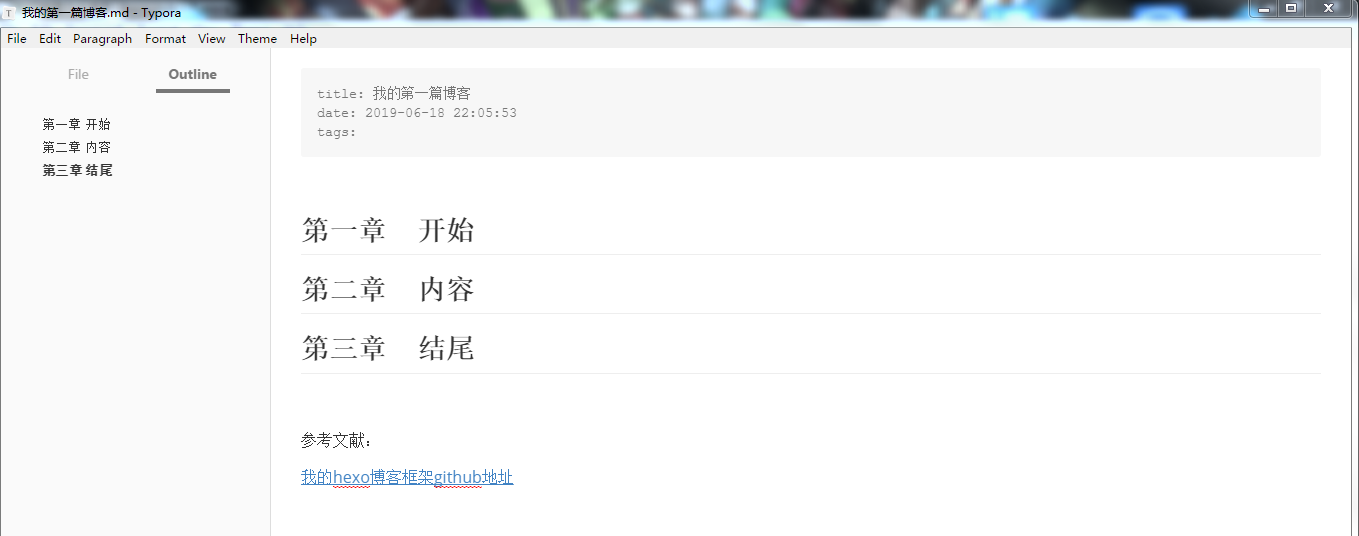 我的第一篇博客.md - Typora
File Edit Paragraph Format View Theme Help
File Outline
第一章 开始
第二章 内容
第三章 结尾
title: 我的第一篇博客
date: 2019-06-18 22:05:53
tags:
第一章 开始
第二章 内容
第三章 结尾
参考文献：
我的hexo博客框架github地址